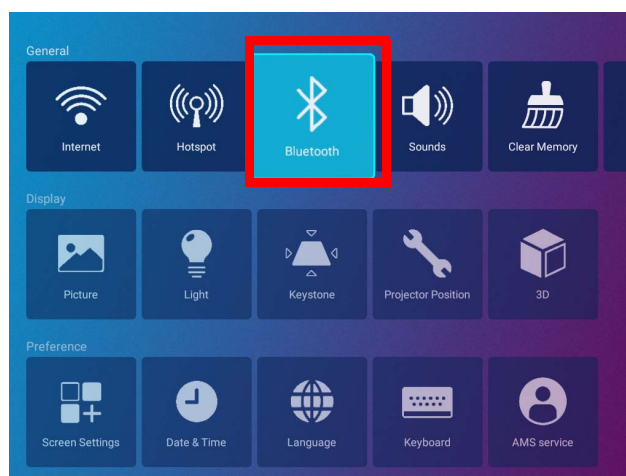 General
Internet
Hotspot
Bluetooth
Sounds
Clear Memory
Display
Picture
Light
Keystone
Projector Position
3D
Preference
Screen Settings
Date & Time
Language
Keyboard
AMS service